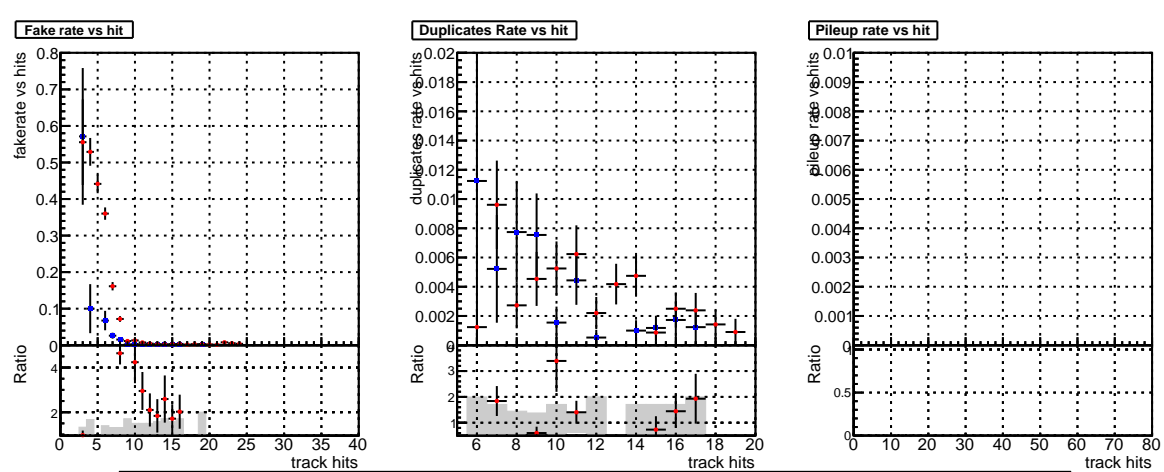 Fake rate vs hit
fakerate vs hits
0.8
0.7
0.6
0.5
0.4
0.3
0.2
0.1
0
Ratio
4
2
0 5 10 15 20 25 30 35 40
track hits
Duplicates Rate vs hit
duplicates rate vs hits
0.02
0.018
0.016
0.014
0.012
0.01
0.008
0.006
0.004
0.002
0
Ratio
3
2
1
6 8 10 12 14 16 18 20
track hits
Pileup rate vs hit
pileup rate vs hits
0.01
0.009
0.008
0.007
0.006
0.005
0.004
0.003
0.002
0.001
0
Ratio
1
0.5
0
10 20 30 40 50 60 70 80
track hits